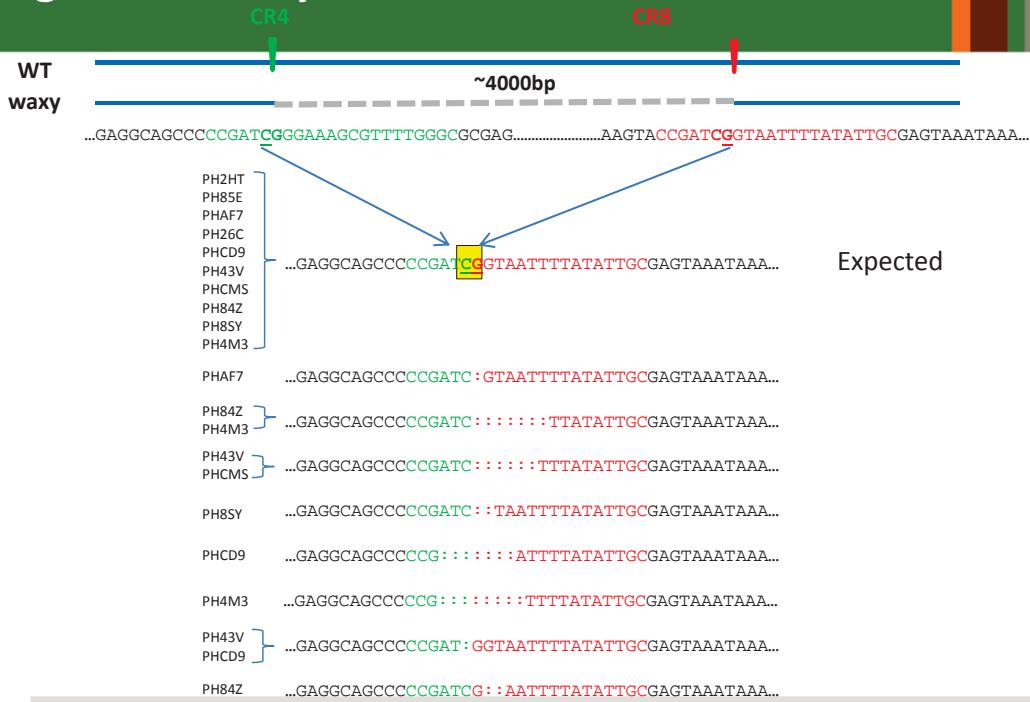 CR4 CR8
WT
waxy
~4000bp
...GAGGCAGCCCCCGATCGGGAAAGCGTTTTGGGCGCGAG......................AAGTACCGATCGGTAATTTTATATTGCGAGTAAATAAA...
PH2HT
PH85E
PHAF7
PH26C
PHCD9
PH43V
PHCMS
PH84Z
PH8SY
PH4M3
...GAGGCAGCCCCCGATCGGTAATTTTATATTGCGAGTAAATAAA... Expected
PHAF7 ...GAGGCAGCCCCCGATC:GTAATTTTATATTGCGAGTAAATAAA...
PH84Z
PH4M3
...GAGGCAGCCCCCGATC:::::::TTATATTGCGAGTAAATAAA...
PH43V
PHCMS
...GAGGCAGCCCCCGATC::::::TTTATATTGCGAGTAAATAAA...
PH8SY ...GAGGCAGCCCCCGATC::TAATTTTATATTGCGAGTAAATAAA...
PHCD9 ...GAGGCAGCCCCCG:::::::ATTTTATATTGCGAGTAAATAAA...
PH4M3 ...GAGGCAGCCCCCG::::::::TTTTATATTGCGAGTAAATAAA...
PH43V
PHCD9
...GAGGCAGCCCCCGAT:GGTAATTTTATATTGCGAGTAAATAAA...
PH84Z ...GAGGCAGCCCCCGATCG::AATTTTATATTGCGAGTAAATAAA...